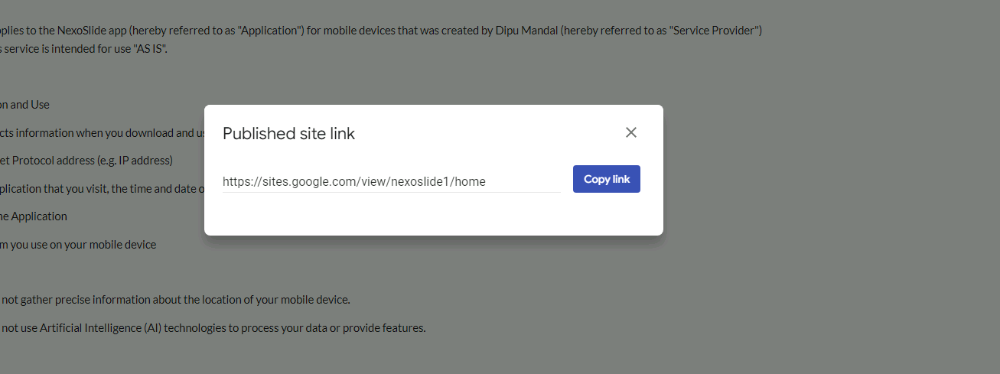 plies to the NexoSlide app (hereby referred to as "Application") for mobile devices that was created by Dipu Mandal (hereby referred to as "Service Provider")
s service is intended for use "AS IS".
on and Use
Published site link
cts information when you download and us
et Protocol address (e.g. IP address)
https://sites.google.com/view/nexoslide1/home
Copy link
plication that you visit, the time and date o
he Application
m you use on your mobile device
not gather precise information about the location of your mobile device.
not use Artificial Intelligence (AI) technologies to process your data or provide features.